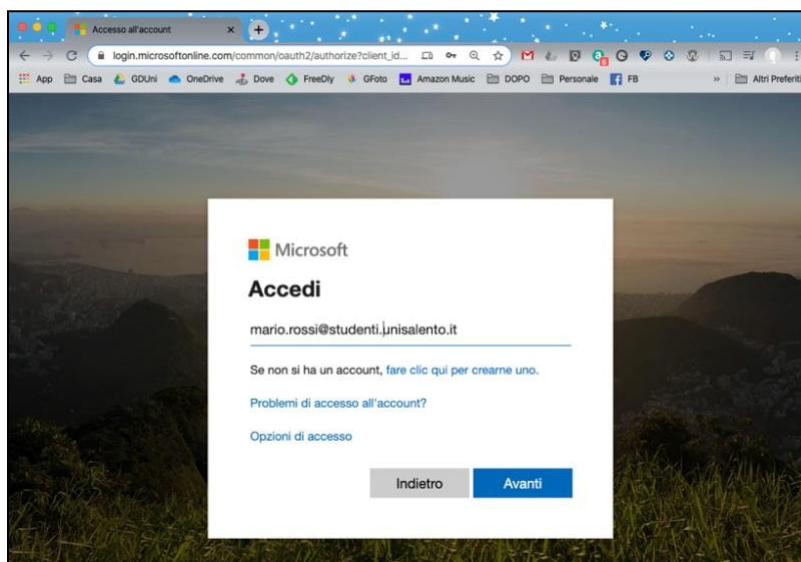 Accesso all'account
login.microsoftonline.com/common/oauth2/authorize?client_id...
App Casa GDUni OneDrive Dove FreeDly GFoto Amazon Music DOPO Personale FB » Altri Preferiti
Microsoft
Accedi
mario.rossi@studenti.unisalento.it
Se non si ha un account, fare clic qui per crearne uno.
Problemi di accesso all'account?
Opzioni di accesso
Indietro Avanti